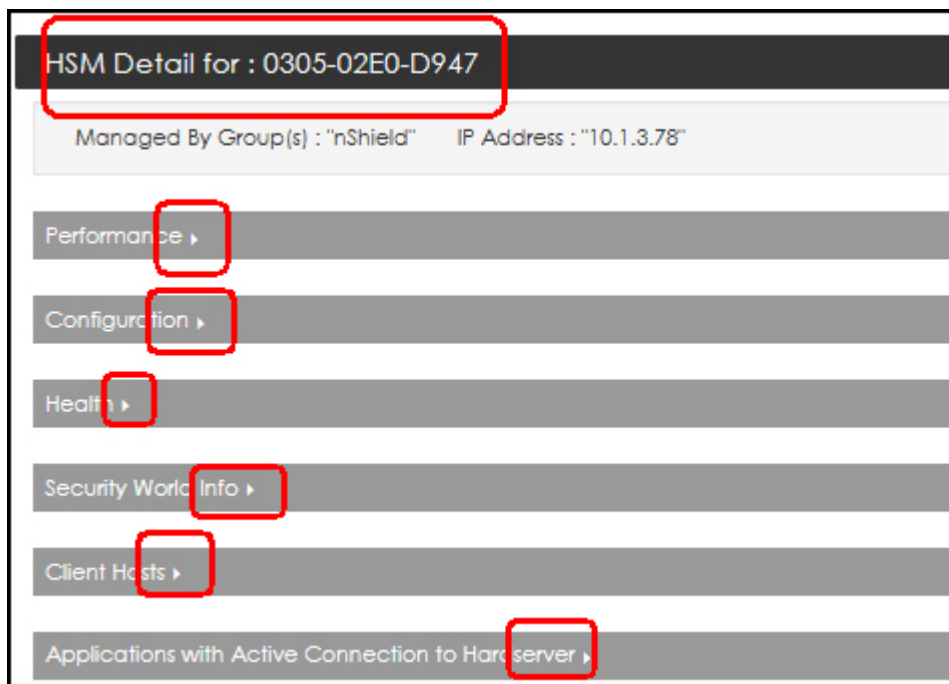 HSM Detail for : 0305-02E0-D947
Managed By Group(s) : "nShield" IP Address : "10.1.3.78"
Performance
Configuration
Health
Security World Info
Client Hosts
Applications with Active Connection to Hardserver